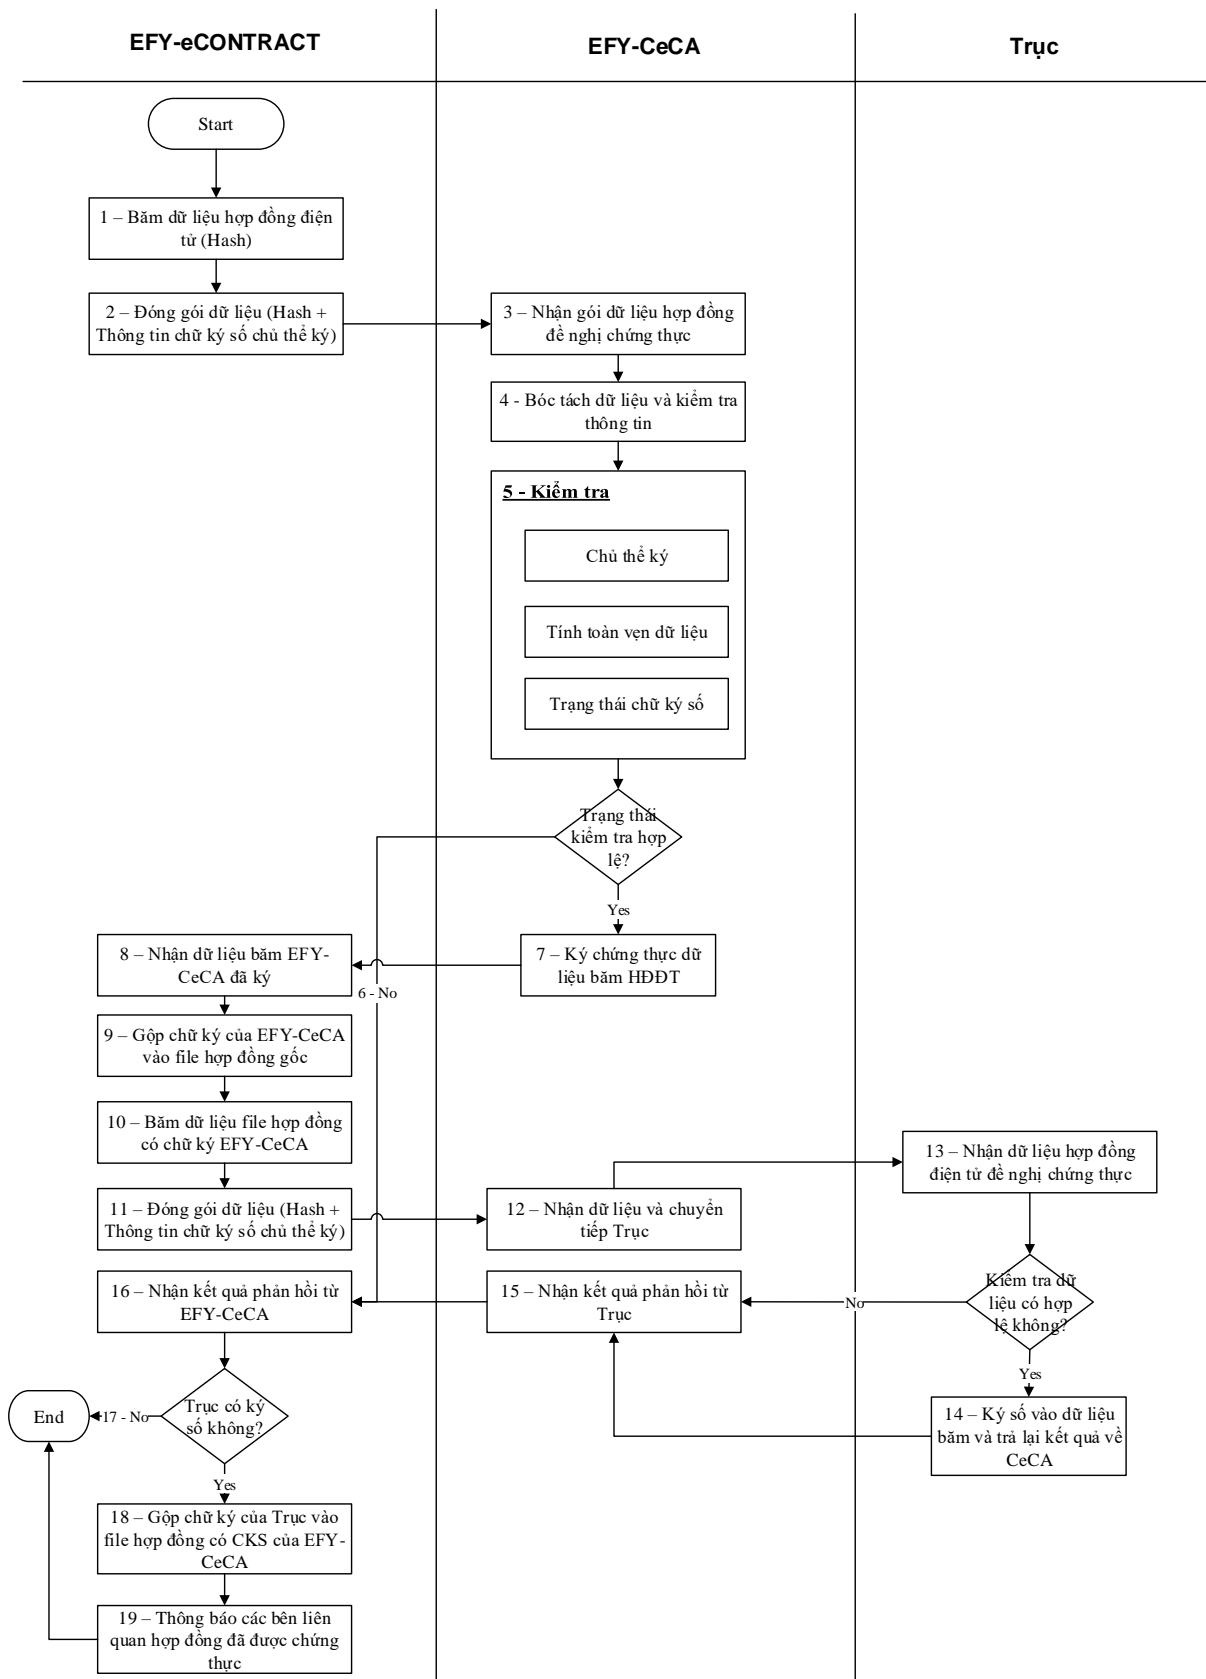 EFY-eCONTRACT
EFY-CeCA
Trục
Start
1 – Băm dữ liệu hợp đồng điện
tử (Hash)
2 – Đóng gói dữ liệu (Hash +
Thông tin chữ ký số chủ thể ký)
3 – Nhận gói dữ liệu hợp đồng
đề nghị chứng thực
4 - Bóc tách dữ liệu và kiểm tra
thông tin
5 - Kiểm tra
Chủ thể ký
Tính toàn vẹn dữ liệu
Trạng thái chữ ký số
Trạng thái
kiểm tra hợp
lệ?
Yes
7 – Ký chứng thực dữ
liệu băm HĐĐT
8 – Nhận dữ liệu băm EFY-
CeCA đã ký
6 - No
9 – Gộp chữ ký của EFY-CeCA
vào file hợp đồng gốc
10 – Băm dữ liệu file hợp đồng
có chữ ký EFY-CeCA
11 – Đóng gói dữ liệu (Hash +
Thông tin chữ ký số chủ thể ký)
12 – Nhận dữ liệu và chuyển
tiếp Trục
13 – Nhận dữ liệu hợp đồng
điện tử đề nghị chứng thực
Kiểm tra dữ
liệu có hợp
lệ không?
No
Yes
14 – Ký số vào dữ liệu
băm và trả lại kết quả về
CeCA
15 – Nhận kết quả phản hồi từ
Trục
16 – Nhận kết quả phản hồi từ
EFY-CeCA
Trục có ký
số không?
17 - No
End
Yes
18 – Gộp chữ ký của Trục vào
file hợp đồng có CKS của EFY-
CeCA
19 – Thông báo các bên liên
quan hợp đồng đã được chứng
thực